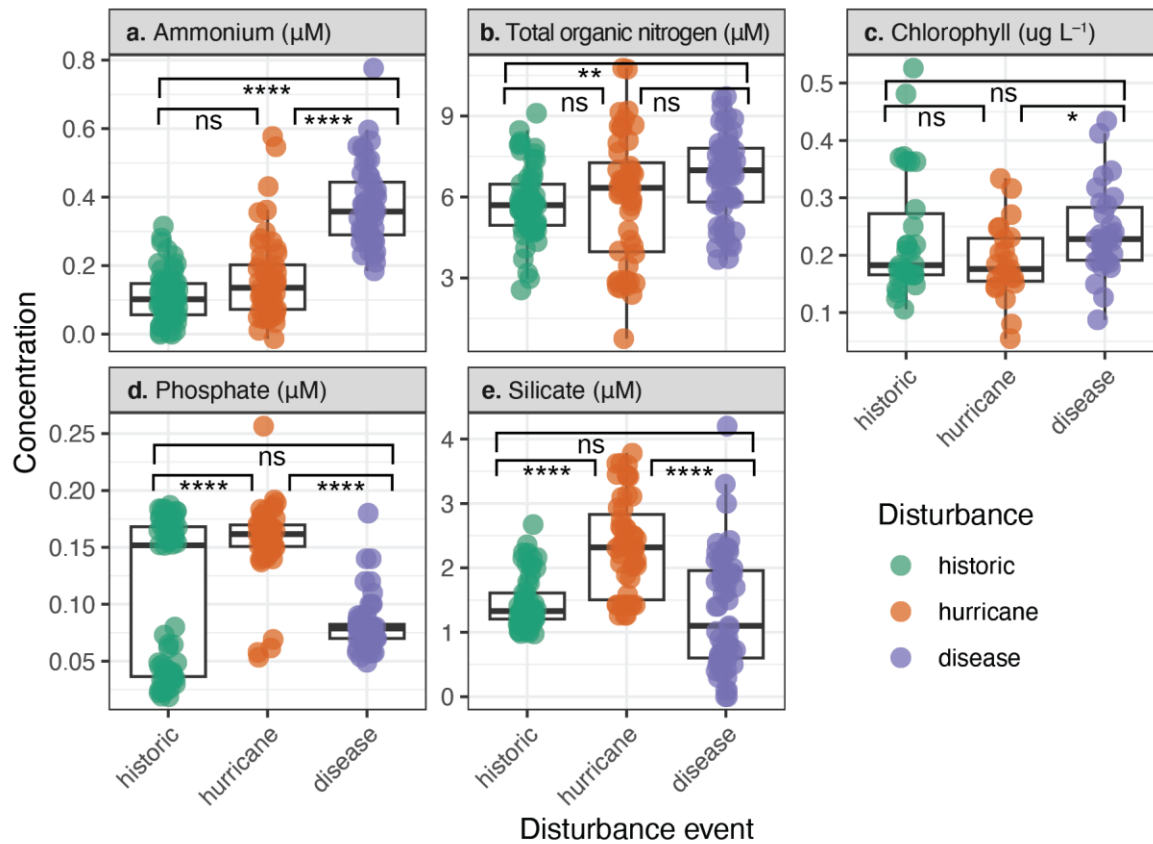 a. Ammonium (µM)
b. Total organic nitrogen (µM)
c. Chlorophyll (ug L⁻¹)
0.8
0.6
0.4
0.2
0.0
****
ns
****
9
6
3
**
ns
ns
0.5
0.4
0.3
0.2
0.1
ns
ns
*
historic
hurricane
disease
Concentration
d. Phosphate (µM)
e. Silicate (µM)
0.25
0.20
0.15
0.10
0.05
ns
****
****
historic
hurricane
disease
4
3
2
1
0
ns
****
****
historic
hurricane
disease
Disturbance event
Disturbance
historic
hurricane
disease